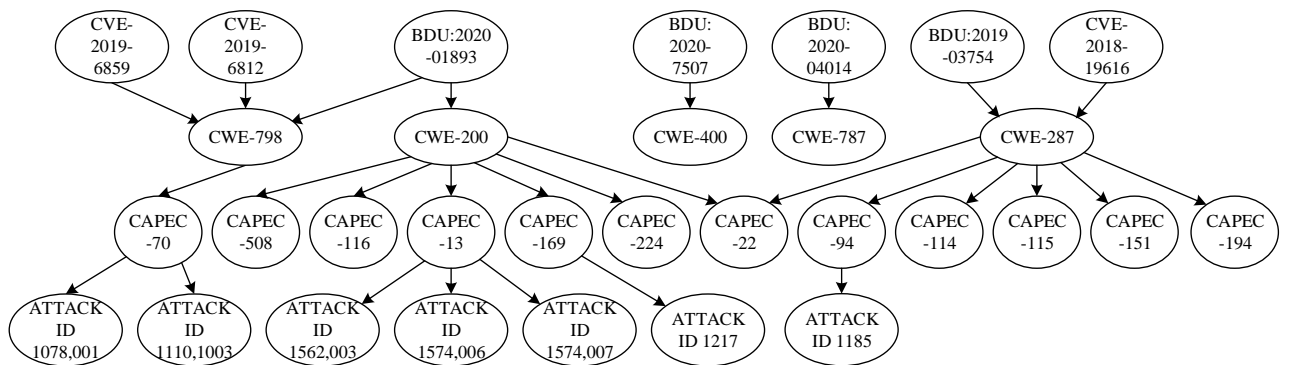 CVE-
2019-
6859
CVE-
2019-
6812
BDU:2020
-01893
BDU:
2020-
7507
BDU:
2020-
04014
BDU:2019
-03754
CVE-
2018-
19616
CWE-798
CWE-200
CWE-400
CWE-787
CWE-287
CAPEC
-70
CAPEC
-508
CAPEC
-116
CAPEC
-13
CAPEC
-169
CAPEC
-224
CAPEC
-22
CAPEC
-94
CAPEC
-114
CAPEC
-115
CAPEC
-151
CAPEC
-194
ATTACK
ID
1078,001
ATTACK
ID
1110,1003
ATTACK
ID
1562,003
ATTACK
ID
1574,006
ATTACK
ID
1574,007
ATTACK
ID 1217
ATTACK
ID 1185